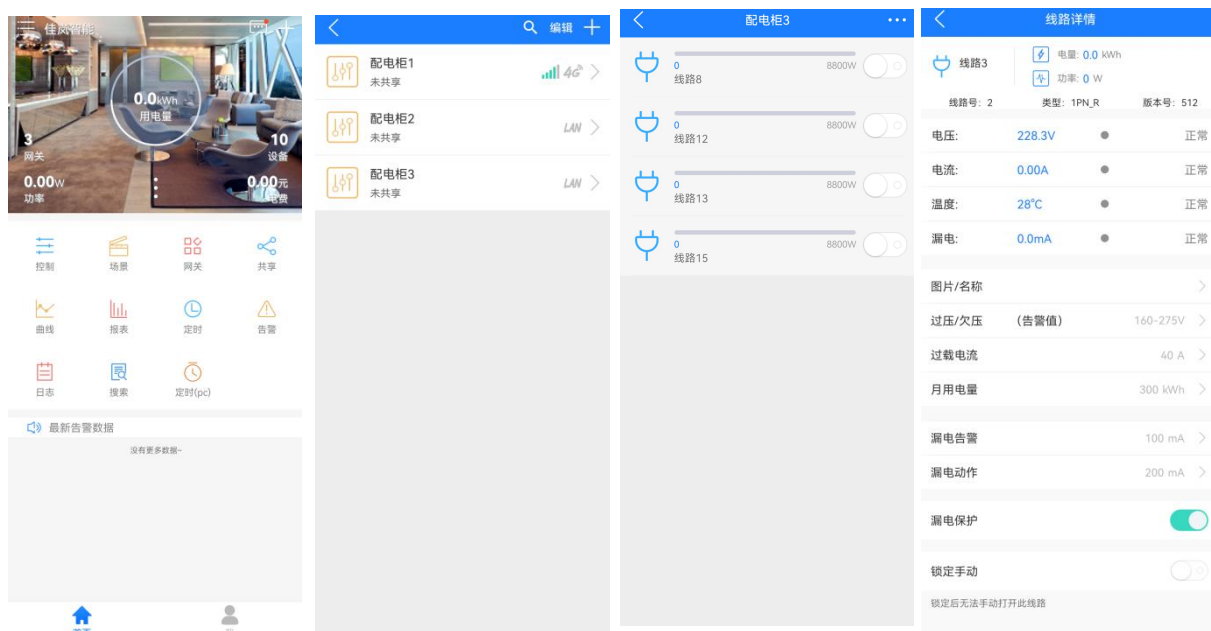 佳岚智能
0.0kWh
用电量
3
网关
10
设备
0.00w
功率
0.00元
电费
控制
场景
网关
共享
曲线
报表
定时
告警
日志
搜索
定时(pc)
最新告警数据
没有更多数据~
编辑
配电柜1
未共享
4G
配电柜2
未共享
LAN
配电柜3
未共享
LAN
配电柜3
0
8800W
线路8
0
8800W
线路12
0
8800W
线路13
0
8800W
线路15
线路详情
线路3
电量: 0.0 kWh
功率: 0 W
线路号: 2 类型: 1PN_R 版本号: 512
电压: 228.3V 正常
电流: 0.00A 正常
温度: 28°C 正常
漏电: 0.0mA 正常
图片/名称
过压/欠压 (告警值) 160-275V
过载电流 40 A
月用电量 300 kWh
漏电告警 100 mA
漏电动作 200 mA
漏电保护
锁定手动
锁定后无法手动打开此线路